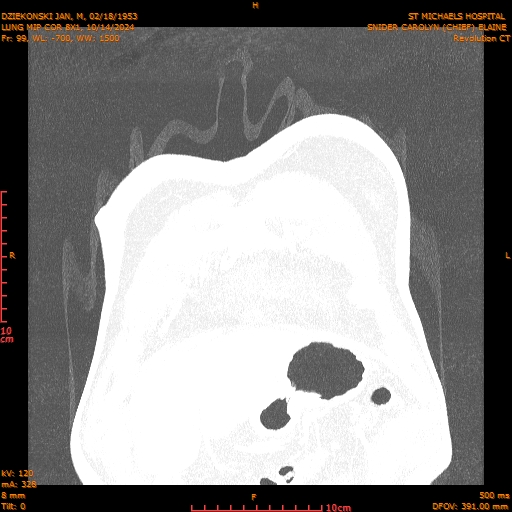 H
DZIEKONSKI JAN, M, 02/18/1953
ST MICHAELS HOSPITAL
LUNG MIP COR 8X1, 10/14/2024
SNIDER CAROLYN (CHIEF) ELAINE
Fr: 99, WL: -700, WW: 1500
Revolution CT
R
L
10
cm
kV: 120
mA: 328
8 mm
F
500 ms
Tilt: 0
10cm
DFOV: 391.00 mm